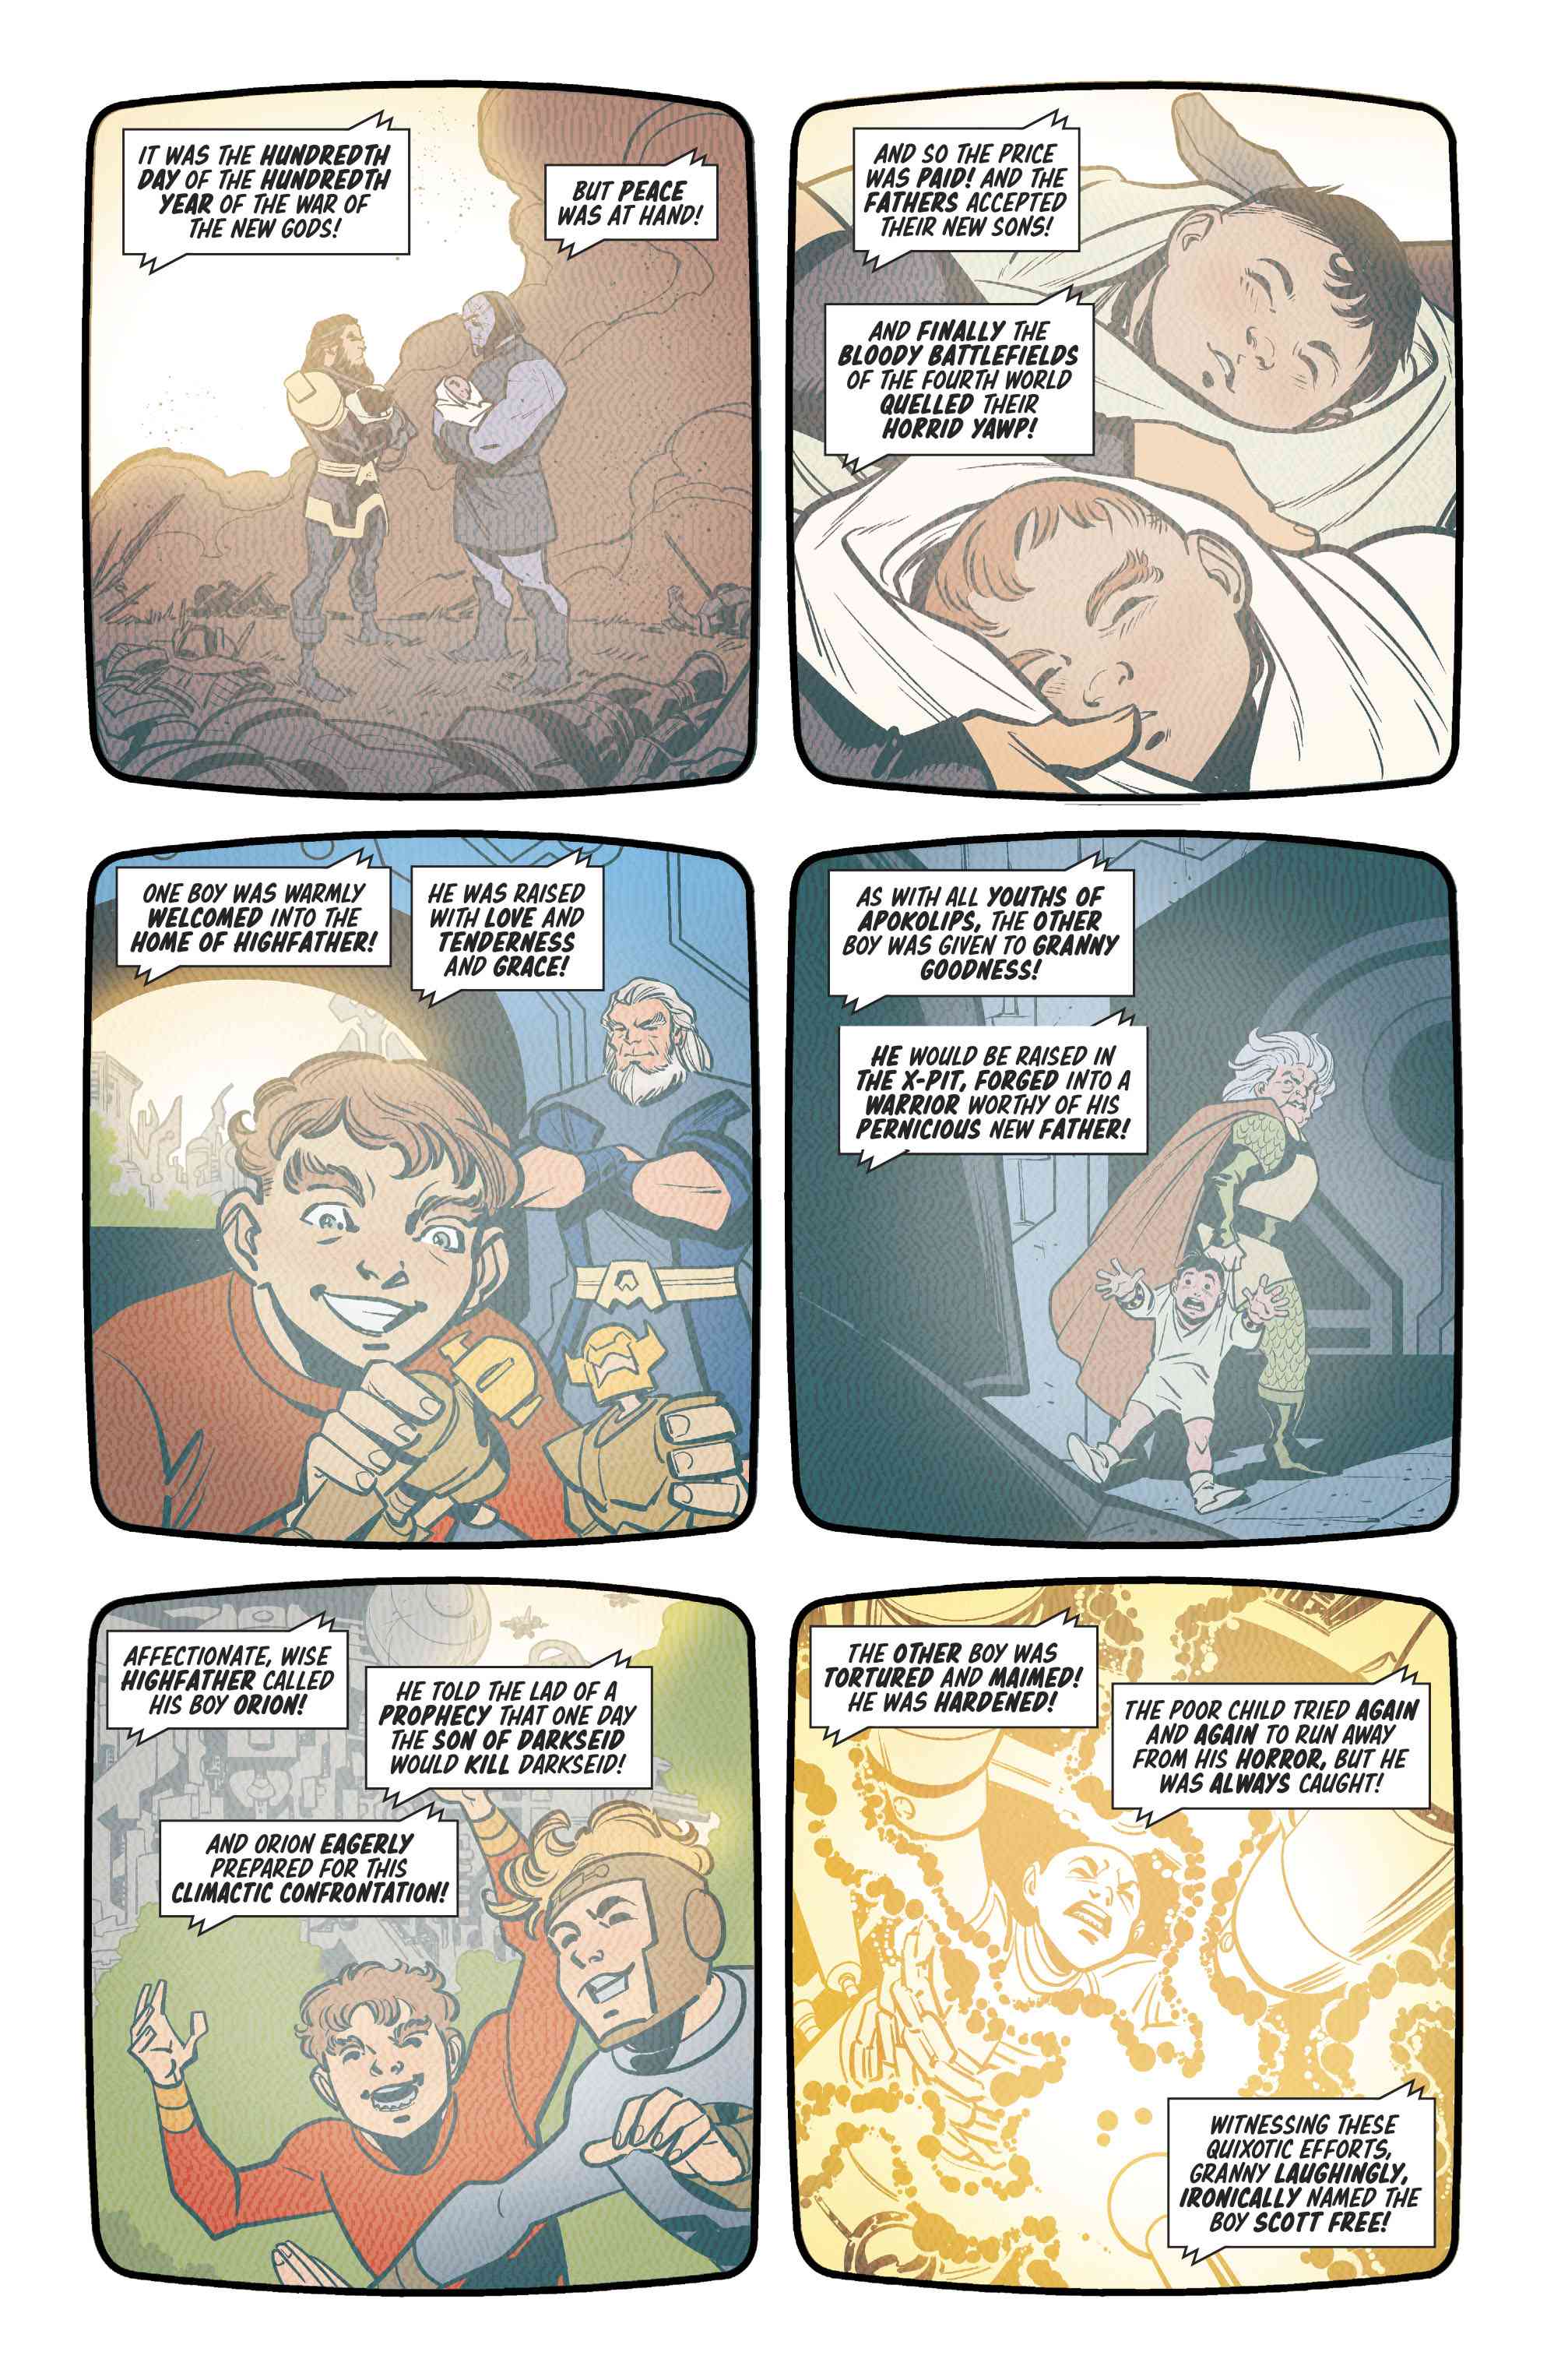 IT WAS THE HUNDREDTH
DAY OF THE HUNDREDTH
YEAR OF THE WAR OF
THE NEW GODS!
BUT PEACE
WAS AT HAND!
AND SO THE PRICE
WAS PAID! AND THE
FATHERS ACCEPTED
THEIR NEW SONS!
AND FINALLY THE
BLOODY BATTLEFIELDS
OF THE FOURTH WORLD
QUELLED THEIR
HORRID YAWP!
ONE BOY WAS WARMLY
WELCOMED INTO THE
HOME OF HIGHFATHER!
HE WAS RAISED
WITH LOVE AND
TENDERNESS
AND GRACE!
AS WITH ALL YOUTHS OF
APOKOLIPS, THE OTHER
BOY WAS GIVEN TO GRANNY
GOODNESS!
HE WOULD BE RAISED IN
THE X-PIT, FORGED INTO A
WARRIOR WORTHY OF HIS
PERNICIOUS NEW FATHER!
AFFECTIONATE, WISE
HIGHFATHER CALLED
HIS BOY ORION!
HE TOLD THE LAD OF A
PROPHECY THAT ONE DAY
THE SON OF DARKSEID
WOULD KILL DARKSEID!
AND ORION EAGERLY
PREPARED FOR THIS
CLIMACTIC CONFRONTATION!
THE OTHER BOY WAS
TORTURED AND MAIMED!
HE WAS HARDENED!
THE POOR CHILD TRIED AGAIN
AND AGAIN TO RUN AWAY
FROM HIS HORROR, BUT HE
WAS ALWAYS CAUGHT!
WITNESSING THESE
QUIXOTIC EFFORTS,
GRANNY LAUGHINGLY,
IRONICALLY NAMED THE
BOY SCOTT FREE!